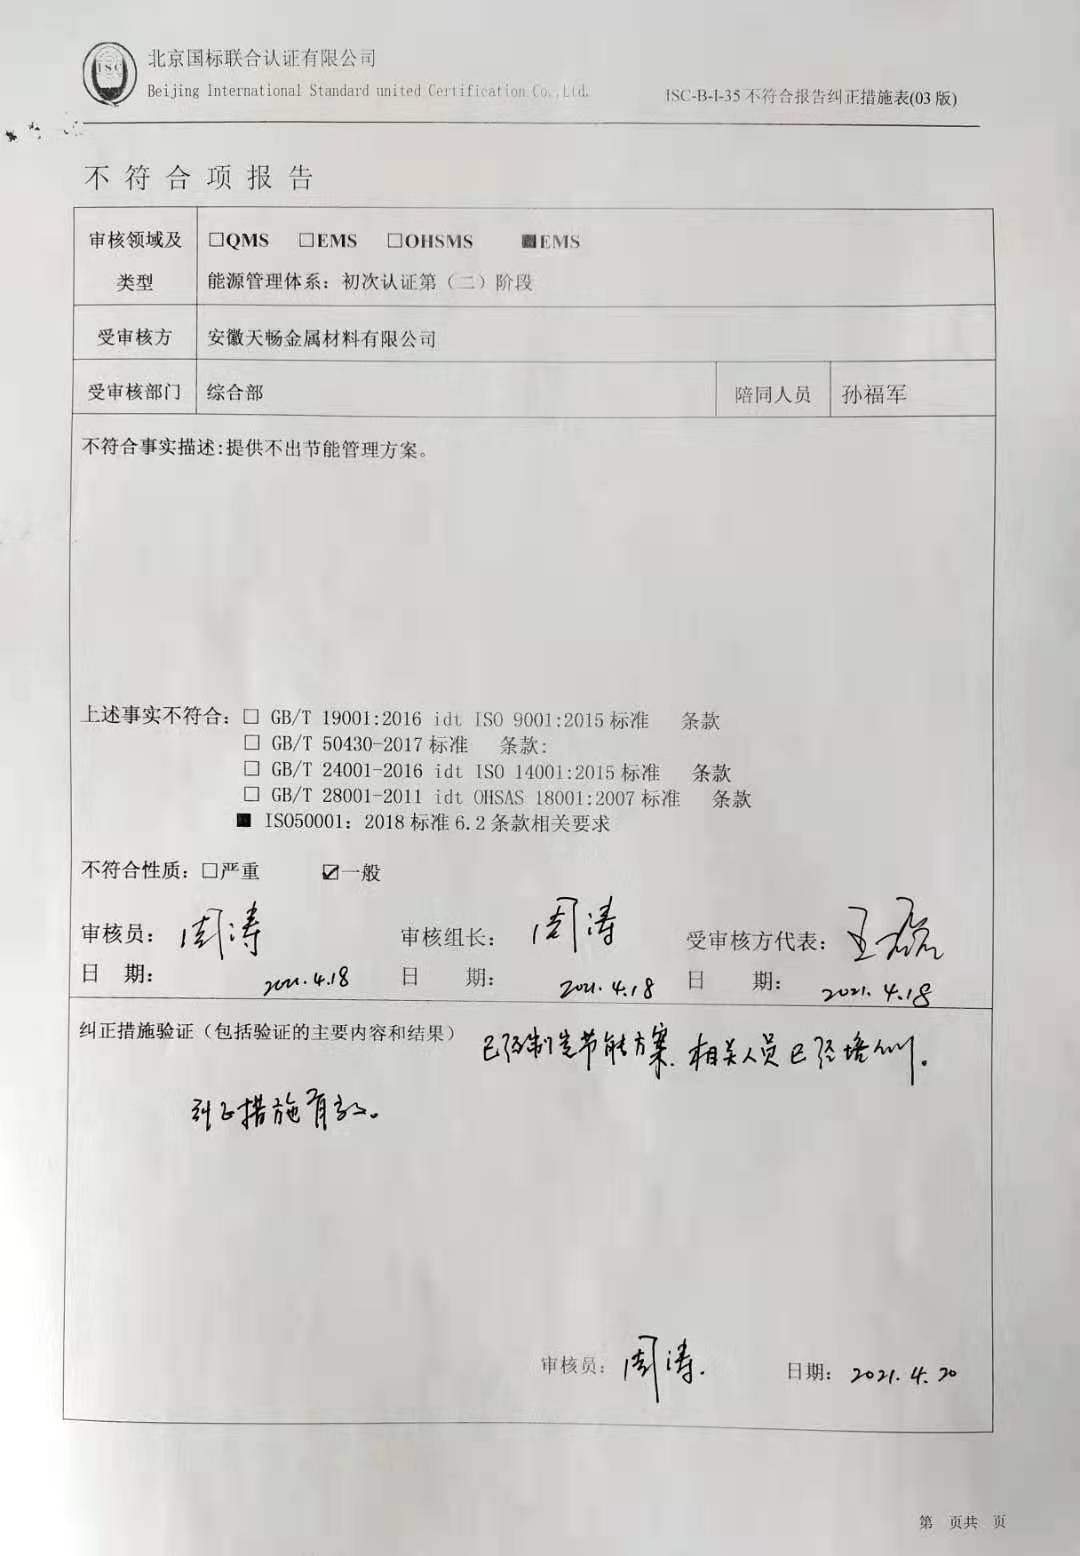 ISC
北京国标联合认证有限公司
Beijing International Standard united Certification Co.,Ltd.
ISC-B-I-35 不符合报告纠正措施表(03 版)
不符合项报告
审核领域及类型
□QMS □EMS □OHSMS ■EMS
能源管理体系：初次认证第（二）阶段
受审核方 安徽天畅金属材料有限公司
受审核部门 综合部 陪同人员 孙福军
不符合事实描述:提供不出节能管理方案。
上述事实不符合：□ GB/T 19001:2016 idt ISO 9001:2015 标准 条款
□ GB/T 50430-2017 标准 条款:
□ GB/T 24001-2016 idt ISO 14001:2015 标准 条款
□ GB/T 28001-2011 idt OHSAS 18001:2007 标准 条款
■ ISO50001：2018 标准 6.2 条款相关要求
不符合性质：□严重 ☑一般
审核员： 周涛 审核组长： 周涛 受审核方代表： 王
日 期： 2021.4.18 日 期： 2021.4.18 日 期： 2021.4.18
纠正措施验证（包括验证的主要内容和结果） 已经制定节能方案.相关人员已经培训。
纠正措施有效。
审核员： 周涛. 日期： 2021.4.20
第 页共 页